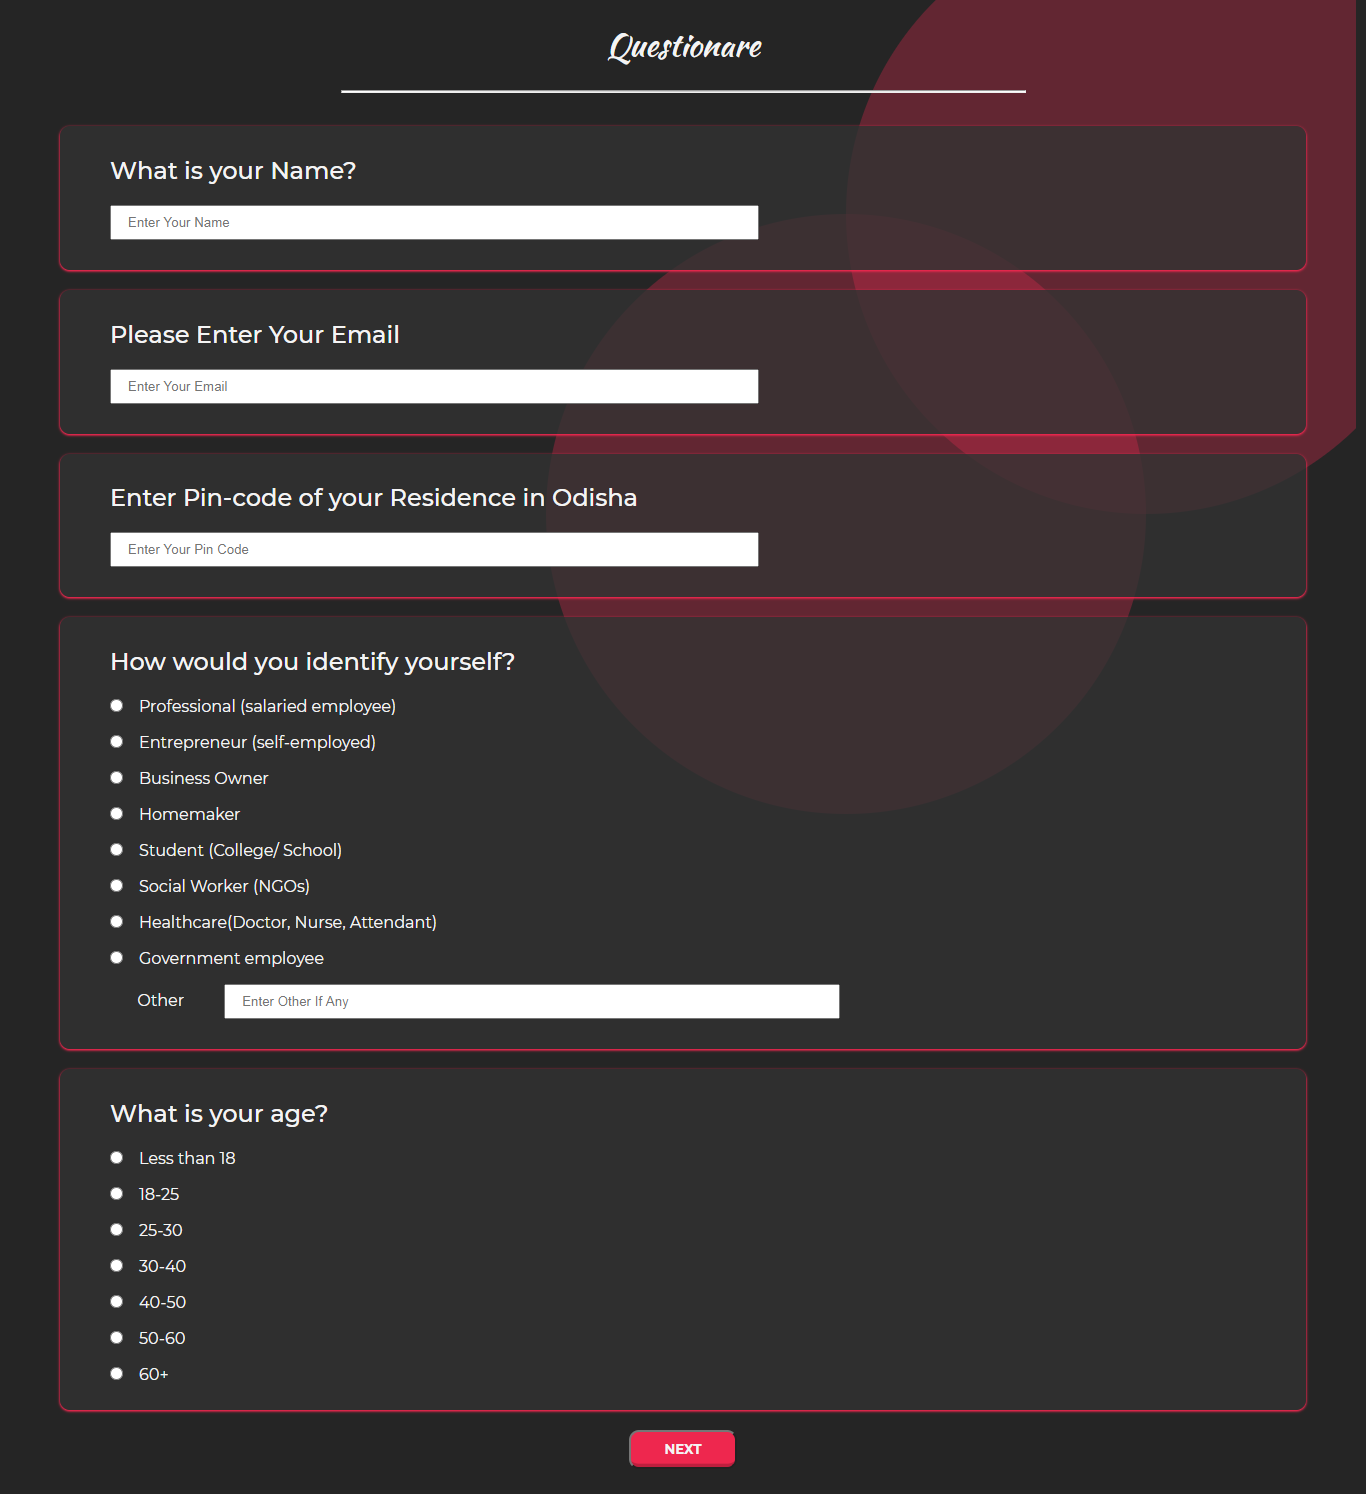 Questionare
What is your Name?
Enter Your Name
Please Enter Your Email
Enter Your Email
Enter Pin-code of your Residence in Odisha
Enter Your Pin Code
How would you identify yourself?
Professional (salaried employee)
Entrepreneur (self-employed)
Business Owner
Homemaker
Student (College/ School)
Social Worker (NGOs)
Healthcare(Doctor, Nurse, Attendant)
Government employee
Other Enter Other If Any
What is your age?
Less than 18
18-25
25-30
30-40
40-50
50-60
60+
NEXT